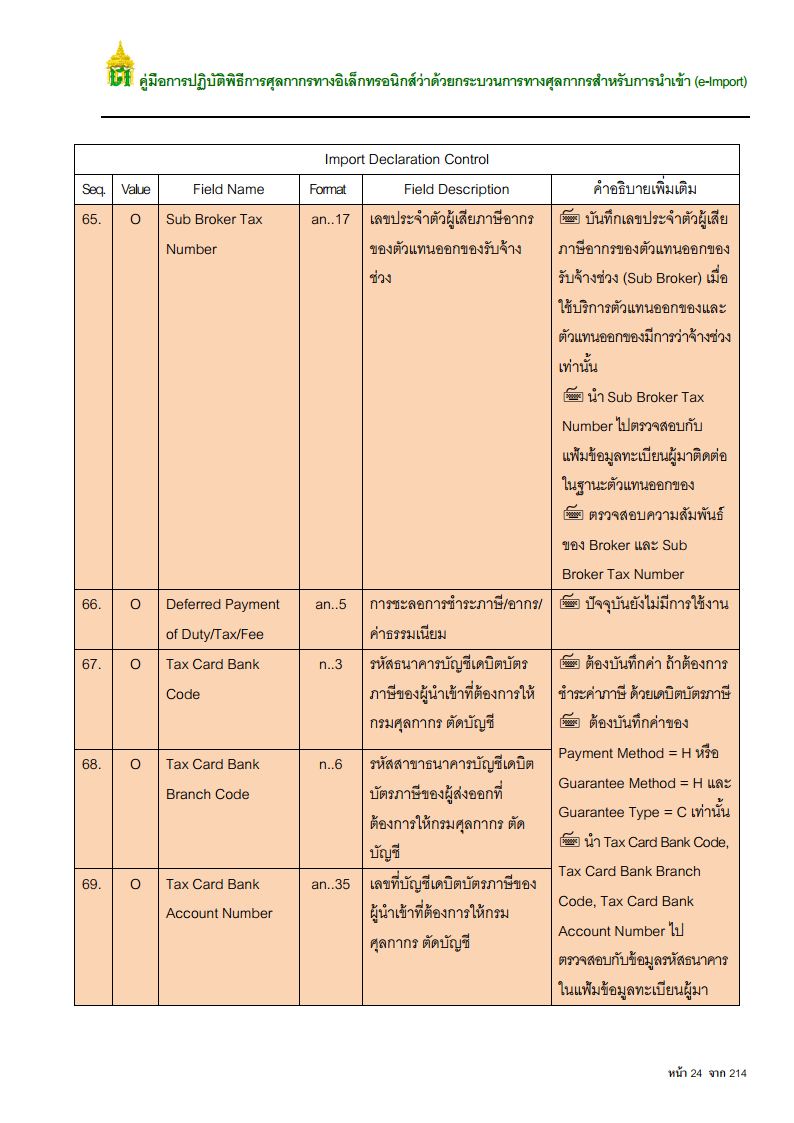 คู่มือการปฏิบัติพิธีการศุลกากรทางอิเล็กทรอนิกส์ว่าด้วยกระบวนการทางศุลกากรสำหรับการนำเข้า (e-Import)
Import Declaration Control
Seq. Value Field Name Format Field Description คำอธิบายเพิ่มเติม
65. O Sub Broker Tax an..17 เลขประจำตัวผู้เสียภาษีอากร บันทึกเลขประจำตัวผู้เสีย
Number ของตัวแทนออกของรับจ้าง ภาษีอากรของตัวแทนออกของ
ช่วง รับจ้างช่วง (Sub Broker) เมื่อ
ใช้บริการตัวแทนออกของและ
ตัวแทนออกของมีการว่าจ้างช่วง
เท่านั้น
นำ Sub Broker Tax
Number ไปตรวจสอบกับ
แฟ้มข้อมูลทะเบียนผู้มาติดต่อ
ในฐานะตัวแทนออกของ
ตรวจสอบความสัมพันธ์
ของ Broker และ Sub
Broker Tax Number
66. O Deferred Payment an..5 การชะลอการชำระภาษี/อากร/ ปัจจุบันยังไม่มีการใช้งาน
of Duty/Tax/Fee ค่าธรรมเนียม
67. O Tax Card Bank n..3 รหัสธนาคารบัญชีเดบิตบัตร ต้องบันทึกค่า ถ้าต้องการ
Code ภาษีของผู้นำเข้าที่ต้องการให้ ชำระค่าภาษี ด้วยเดบิตบัตรภาษี
กรมศุลกากร ตัดบัญชี ต้องบันทึกค่าของ
Payment Method = H หรือ
68. O Tax Card Bank n..6 รหัสสาขาธนาคารบัญชีเดบิต
Branch Code บัตรภาษีของผู้ส่งออกที่ Guarantee Method = H และ
ต้องการให้กรมศุลกากร ตัด Guarantee Type = C เท่านั้น
บัญชี นำ Tax Card Bank Code,
Tax Card Bank Branch
69. O Tax Card Bank an..35 เลขที่บัญชีเดบิตบัตรภาษีของ
Account Number ผู้นำเข้าที่ต้องการให้กรม Code, Tax Card Bank
ศุลกากร ตัดบัญชี Account Number ไป
ตรวจสอบกับข้อมูลรหัสธนาคาร
ในแฟ้มข้อมูลทะเบียนผู้มา
หน้า 24 จาก 214